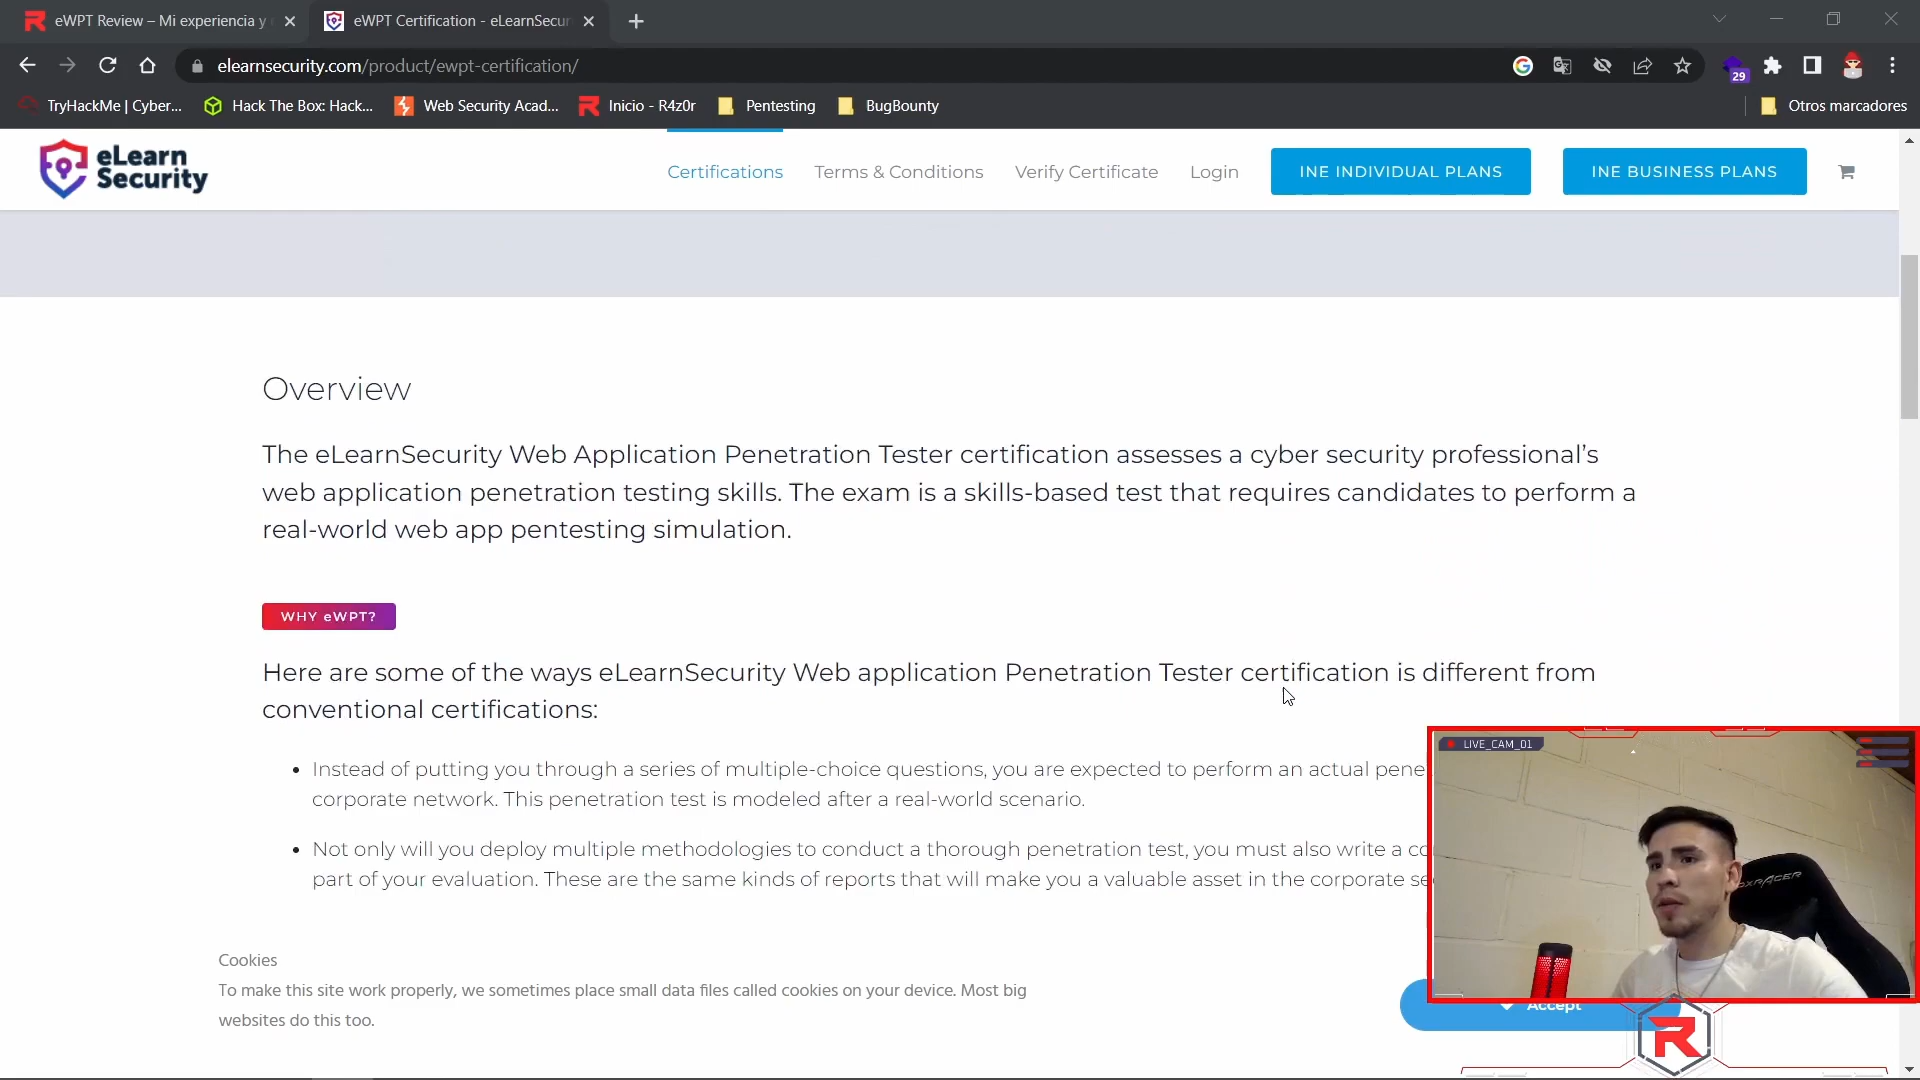 eWPT Review – Mi experiencia y
eWPT Certification - eLearnSecur
elearnsecurity.com/product/ewpt-certification/
29
TryHackMe | Cyber...
Hack The Box: Hack...
Web Security Acad...
Inicio - R4z0r
Pentesting
BugBounty
Otros marcadores
eLearn
Security
Certifications
Terms & Conditions
Verify Certificate
Login
INE INDIVIDUAL PLANS
INE BUSINESS PLANS
Overview
The eLearnSecurity Web Application Penetration Tester certification assesses a cyber security professional’s
web application penetration testing skills. The exam is a skills-based test that requires candidates to perform a
real-world web app pentesting simulation.
WHY eWPT?
Here are some of the ways eLearnSecurity Web application Penetration Tester certification is different from
conventional certifications:
• Instead of putting you through a series of multiple-choice questions, you are expected to perform an actual pene
corporate network. This penetration test is modeled after a real-world scenario.
• Not only will you deploy multiple methodologies to conduct a thorough penetration test, you must also write a co
part of your evaluation. These are the same kinds of reports that will make you a valuable asset in the corporate se
LIVE_CAM_01
Cookies
To make this site work properly, we sometimes place small data files called cookies on your device. Most big
websites do this too.
Accept
R